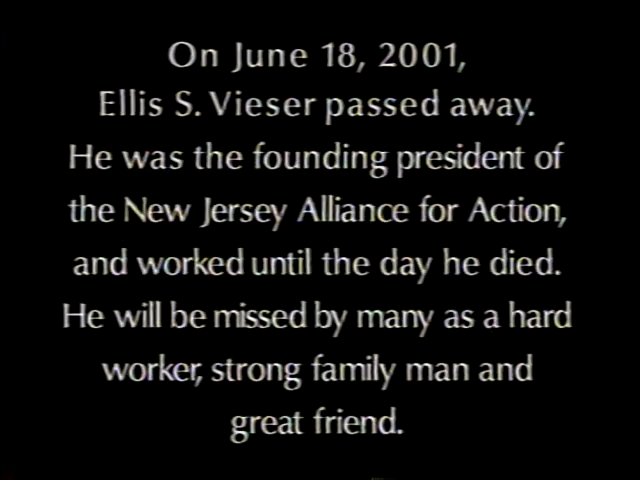 On June 18, 2001,
Ellis S. Vieser passed away.
He was the founding president of
the New Jersey Alliance for Action,
and worked until the day he died.
He will be missed by many as a hard
worker, strong family man and
great friend.